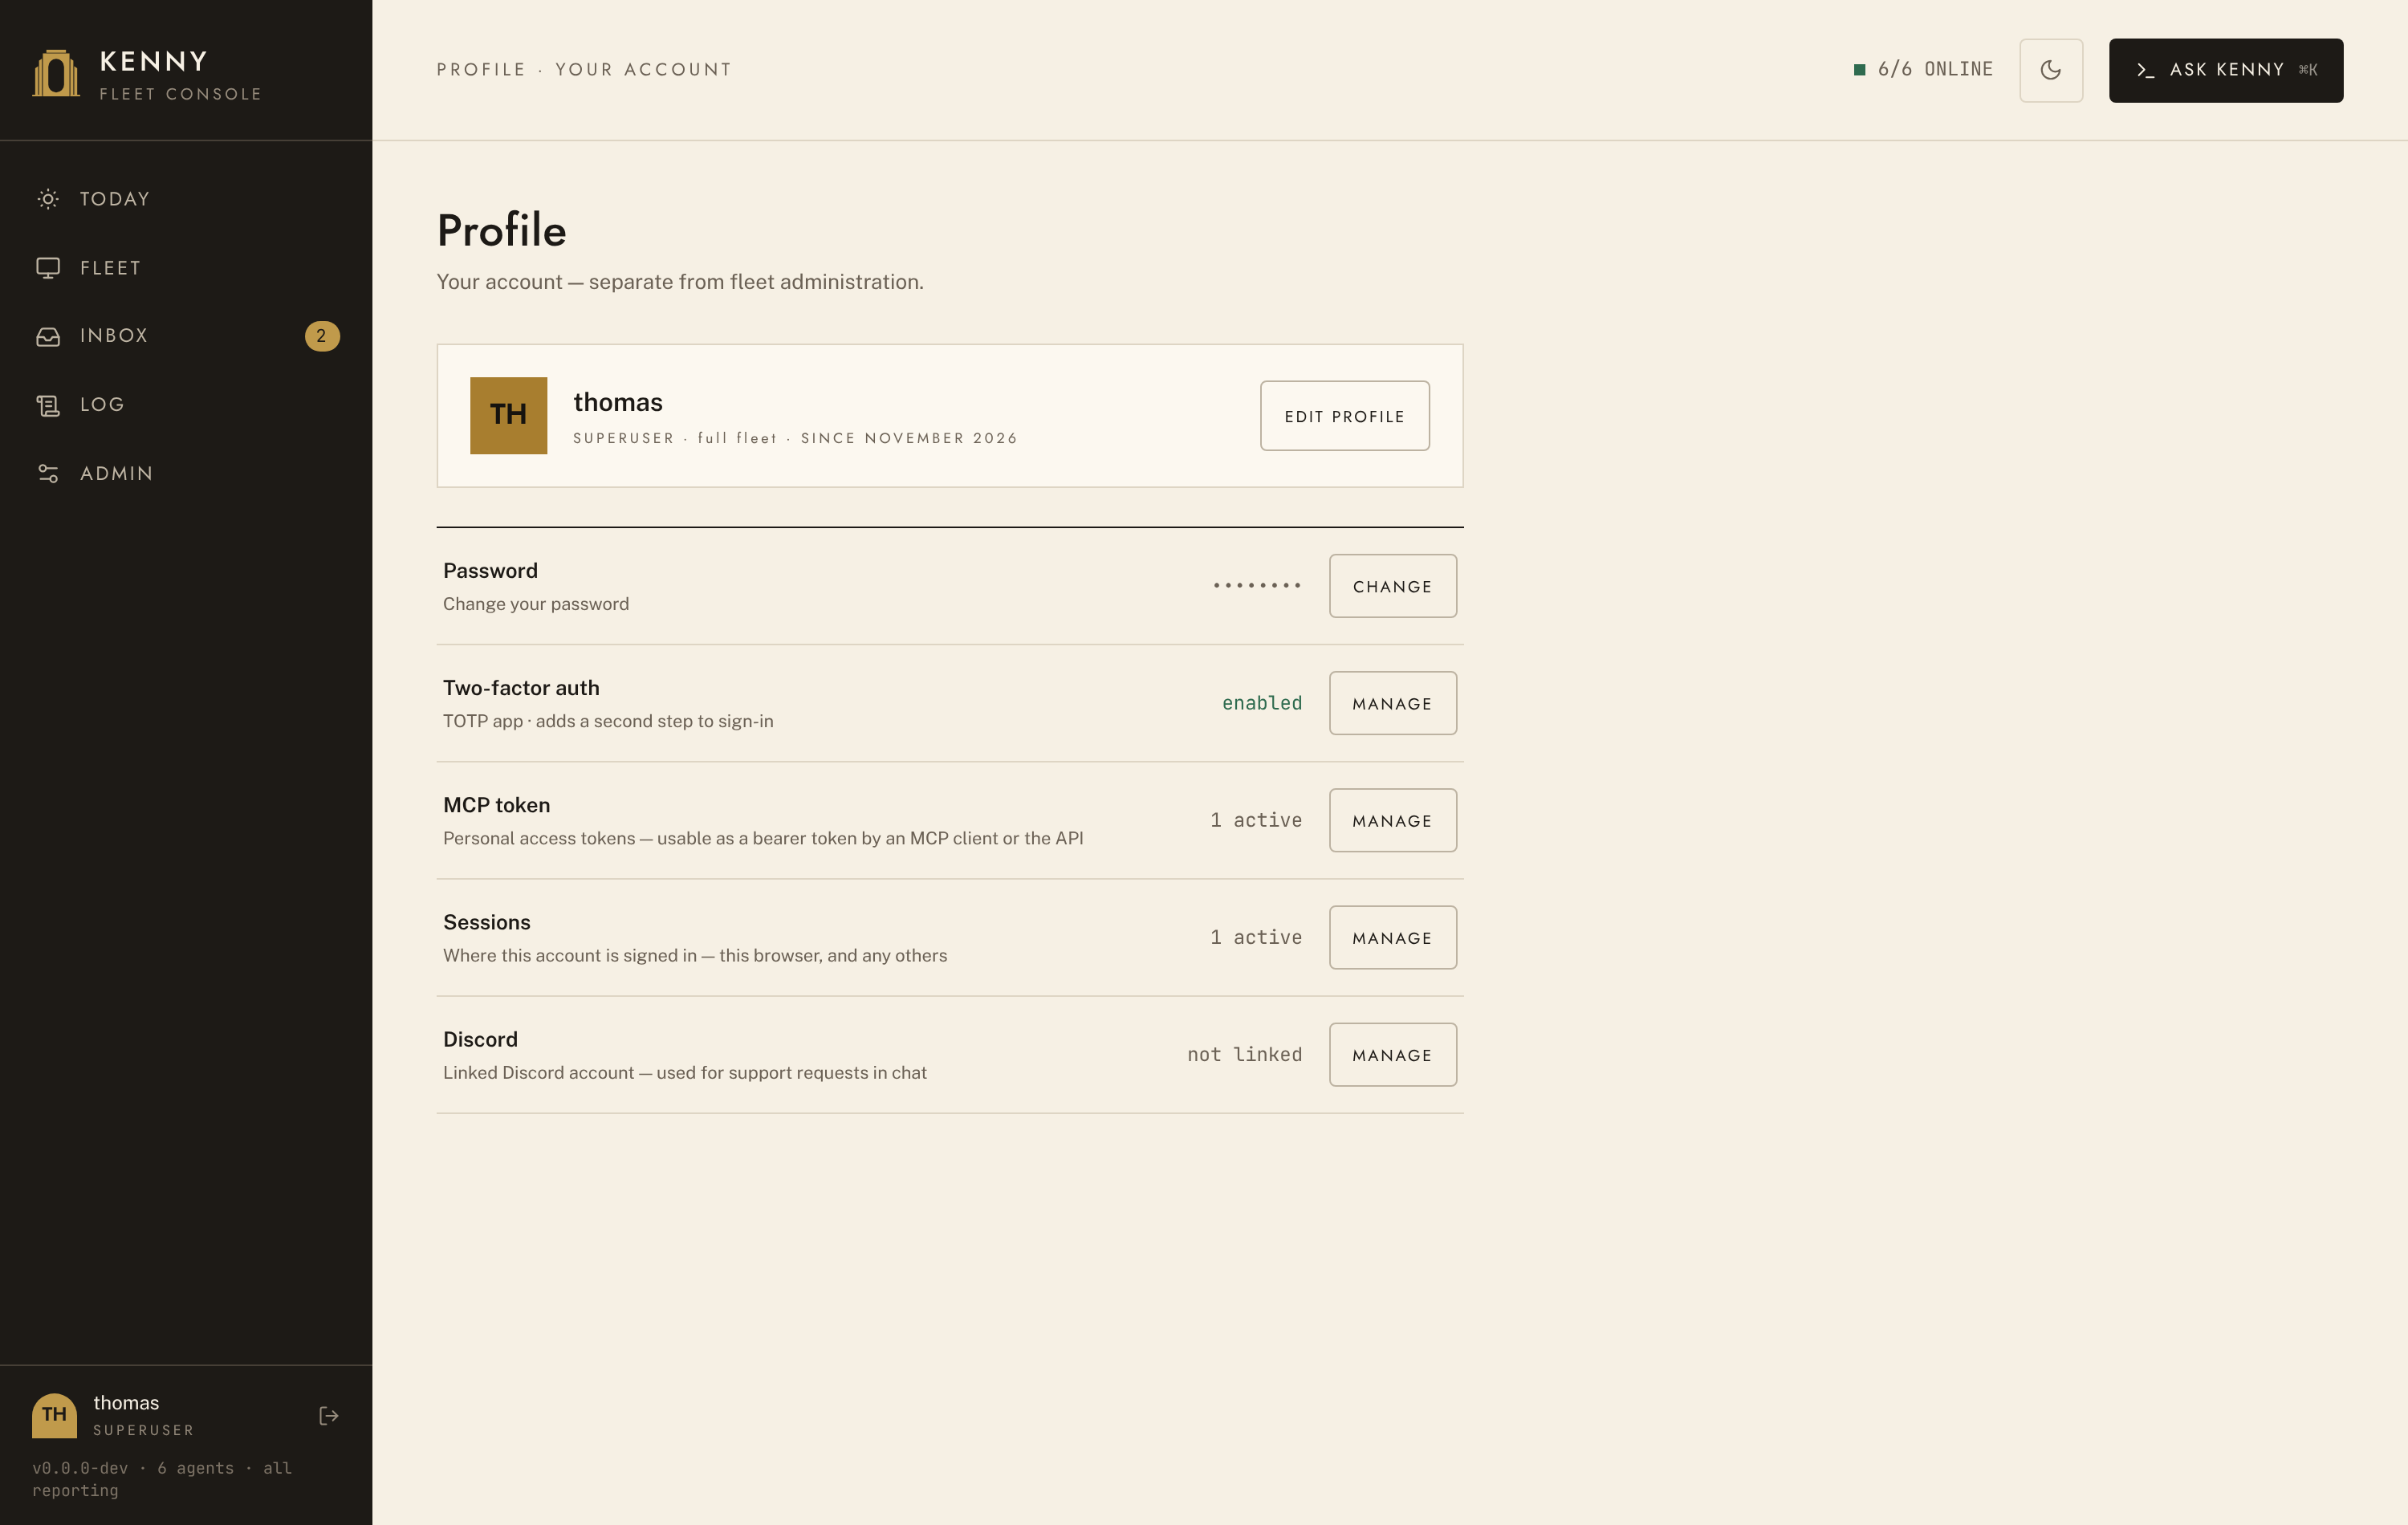 KENNY
FLEET CONSOLE
TODAY
FLEET
INBOX 2
LOG
ADMIN
TH
thomas
SUPERUSER
v0.0.0-dev · 6 agents · all
reporting
PROFILE · YOUR ACCOUNT
6/6 ONLINE
ASK KENNY ⌘K
Profile
Your account — separate from fleet administration.
TH
thomas
SUPERUSER · full fleet · SINCE NOVEMBER 2026
EDIT PROFILE
Password
Change your password
•••••••• CHANGE
Two-factor auth
TOTP app · adds a second step to sign-in
enabled MANAGE
MCP token
Personal access tokens — usable as a bearer token by an MCP client or the API
1 active MANAGE
Sessions
Where this account is signed in — this browser, and any others
1 active MANAGE
Discord
Linked Discord account — used for support requests in chat
not linked MANAGE